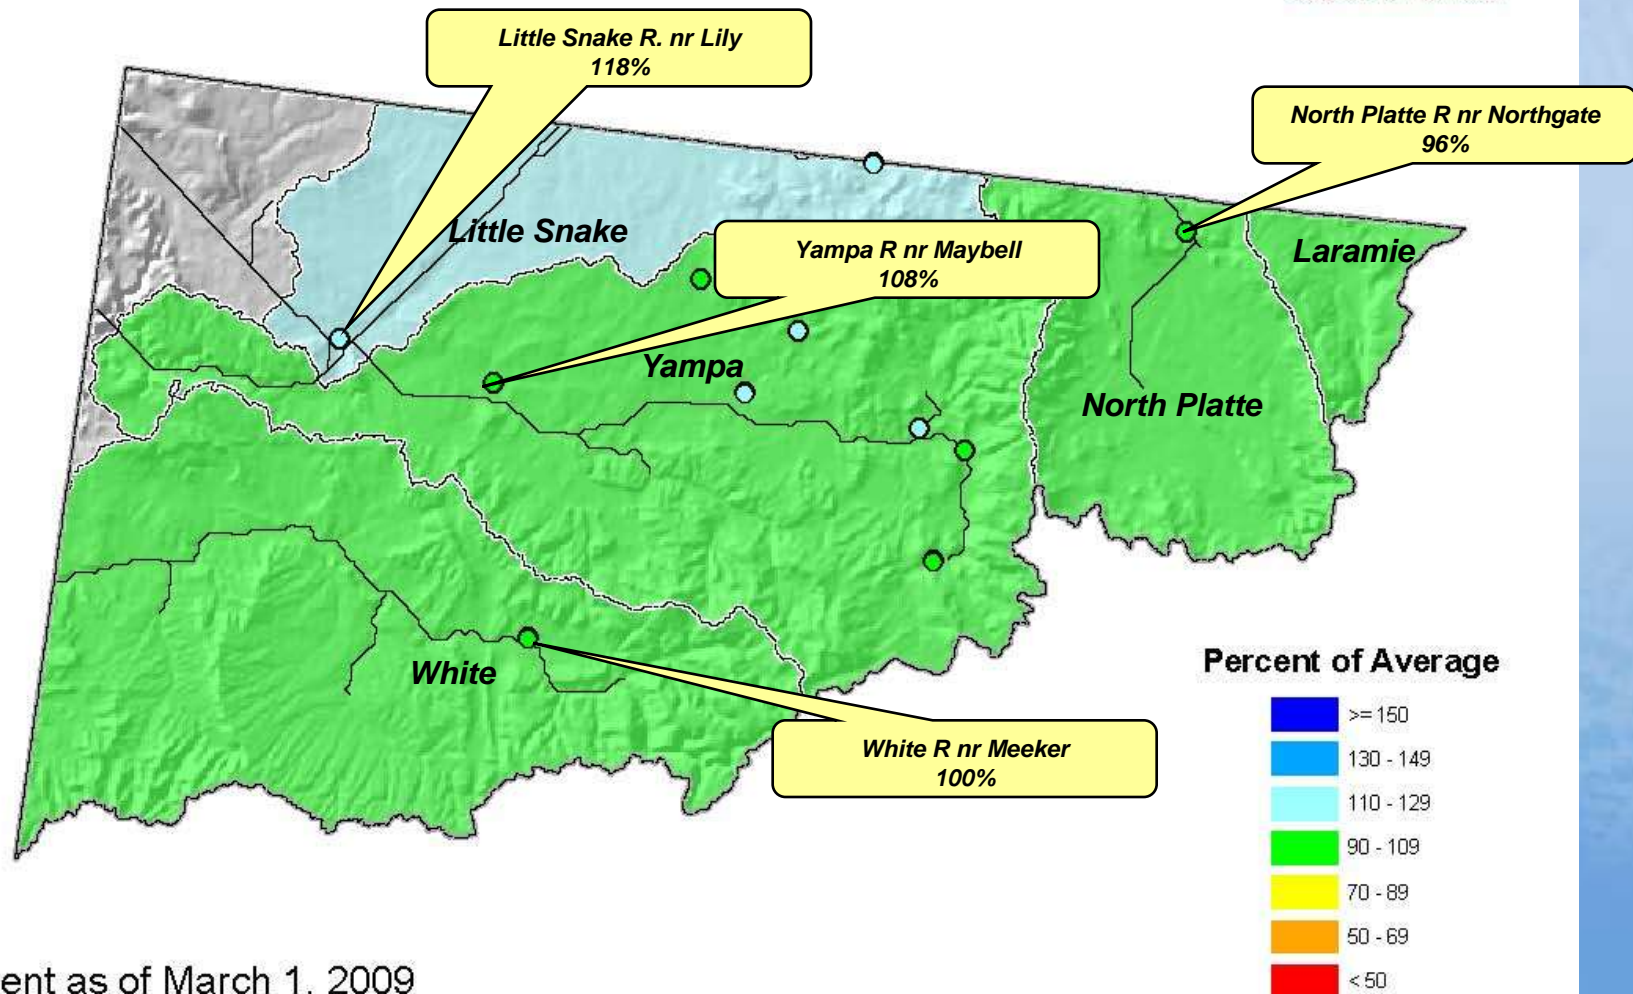 Little Snake R. nr Lily
118%
North Platte R nr Northgate
96%
Little Snake
Yampa R nr Maybell
108%
Laramie
Yampa
North Platte
White
White R nr Meeker
100%
Percent of Average
>= 150
130 - 149
110 - 129
90 - 109
70 - 89
50 - 69
< 50
ent as of March 1, 2009